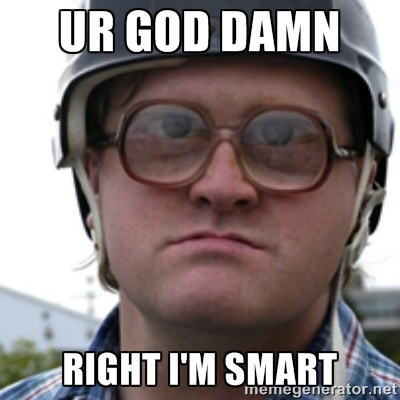 UR GOD DAMN
RIGHT I'M SMART
memegenerator.net